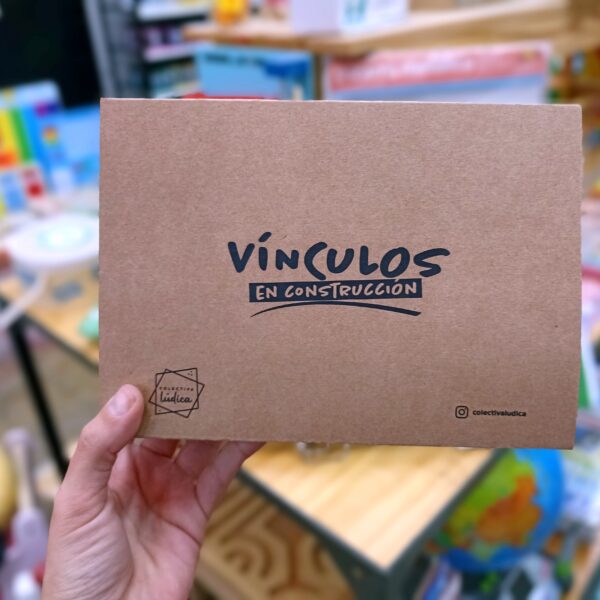 VÍNCULOS
EN CONSTRUCCIÓN
COLECTIVA
lúdica
colectivaludica